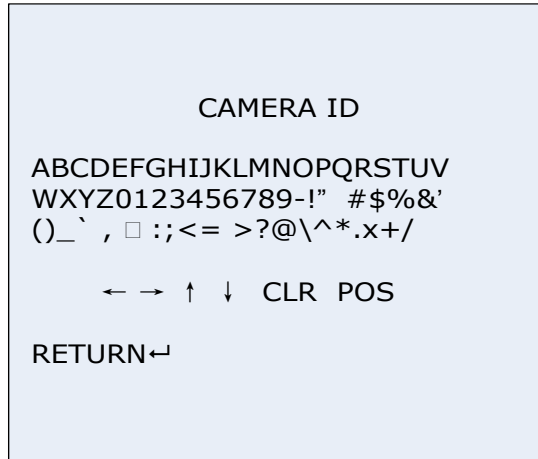 CAMERA ID
ABCDEFGHIJKLMNOPQRSTUV
WXYZ0123456789-!” #$%&’
()_` , □ :;<= >?@\^*.x+/
← → ↑ ↓ CLR POS
RETURN↵